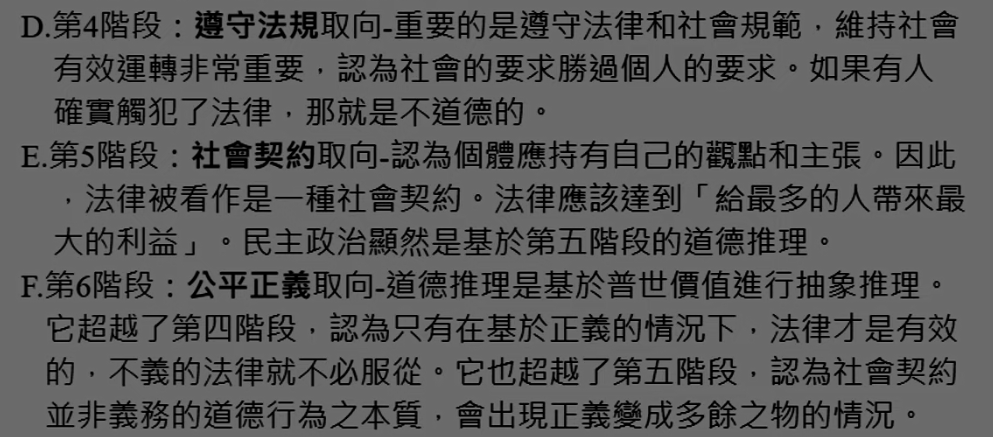 D.第4階段：遵守法規取向-重要的是遵守法律和社會規範，維持社會
有效運轉非常重要，認為社會的要求勝過個人的要求。如果有人
確實觸犯了法律，那就是不道德的。
E.第5階段：社會契約取向-認為個體應持有自己的觀點和主張。因此
，法律被看作是一種社會契約。法律應該達到「給最多的人帶來最
大的利益」。民主政治顯然是基於第五階段的道德推理。
F.第6階段：公平正義取向-道德推理是基於普世價值進行抽象推理。
它超越了第四階段，認為只有在基於正義的情況下，法律才是有效
的，不義的法律就不必服從。它也超越了第五階段，認為社會契約
並非義務的道德行為之本質，會出現正義變成多餘之物的情況。